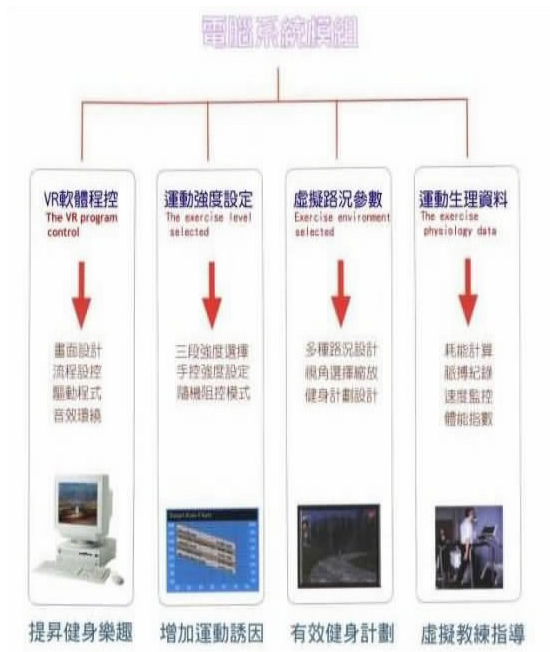 電腦系統模組
VR軟體程控
The VR program
control
畫面設計
流程設控
驅動程式
音效環繞
提昇健身樂趣
運動強度設定
The exercise level
selected
三段強度選擇
手控強度設定
隨機阻控模式
增加運動誘因
虛擬路況參數
Exercise environment
selected
多種路況設計
視角選擇縮放
健身計劃設計
有效健身計劃
運動生理資料
The exercise
physiology data
耗能計算
脈搏紀錄
速度監控
體能指數
虛擬教練指導